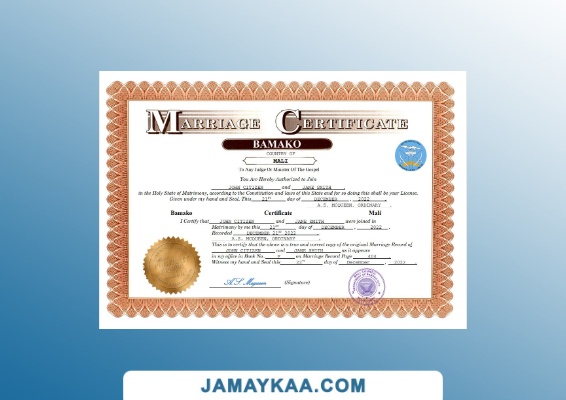 MARRIAGE CERTIFICATE
BAMAKO
COUNTRY OF
MALI
To Any Judge Or Minister Of The Gospel
You Are Hereby Authorized to Join
JOHN CITIZEN and JANE SMITH
in the Holy State of Matrimony, according to the Constitution and laws of this State and for so doing this shall be your License.
Given under my hand and Seal. This 21st day of DECEMBER , 2022
A.S. MCQUEEN, ORDINARY
Bamako Certificate Mali
I Certify that JOHN CITIZEN and JANE SMITH were joined in
Matrimony by me this 21st day of DECEMBER , 2022 .
Recorded DECEMBER 21st 2022
A.S. MCQUEEN, ORDINARY
This is to certify that the above is a true and correct copy of the original Marriage Record of
JOHN CITIZEN and JANE SMITH as it appears
in my office in Book No. on Marriage Record Page
Witness my hand and Seal this day of December , 2022
A.S. Mcqueen (Signature)
JAMAYKAA.COM